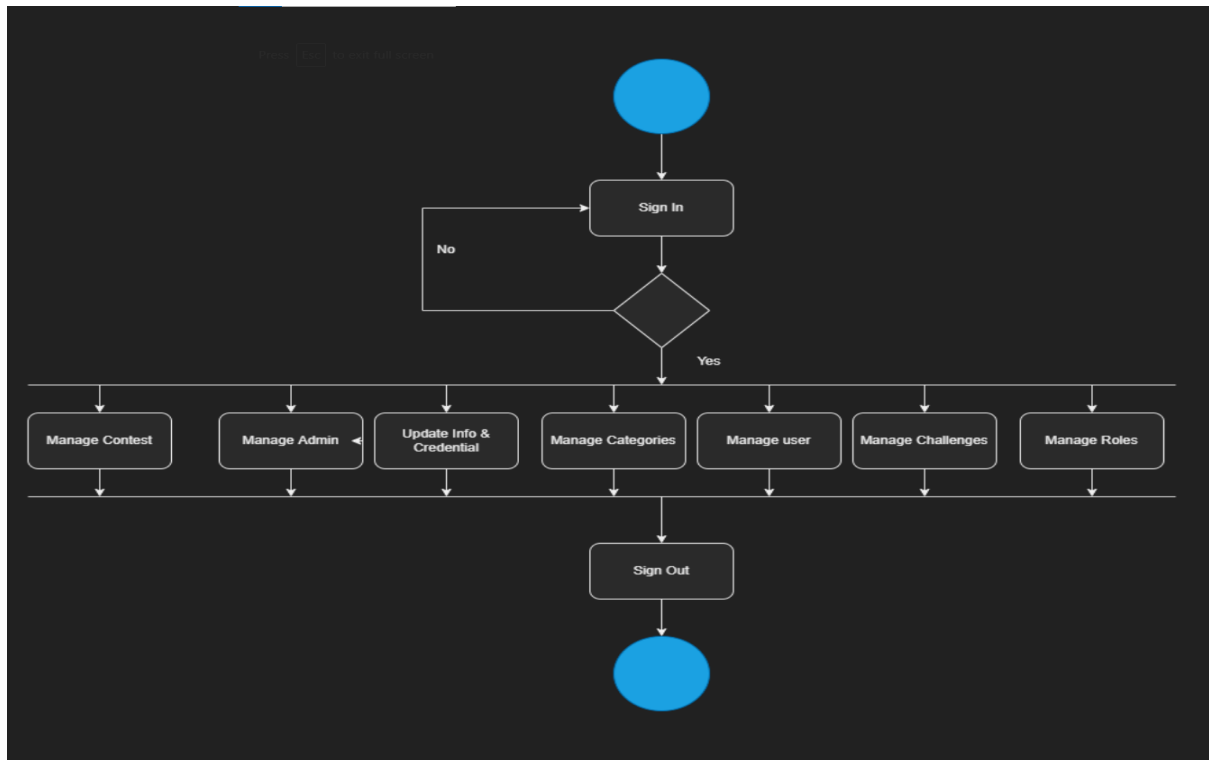 Sign In
No
Yes
Manage Contest
Manage Admin
Update Info &
Credential
Manage Categories
Manage user
Manage Challenges
Manage Roles
Sign Out